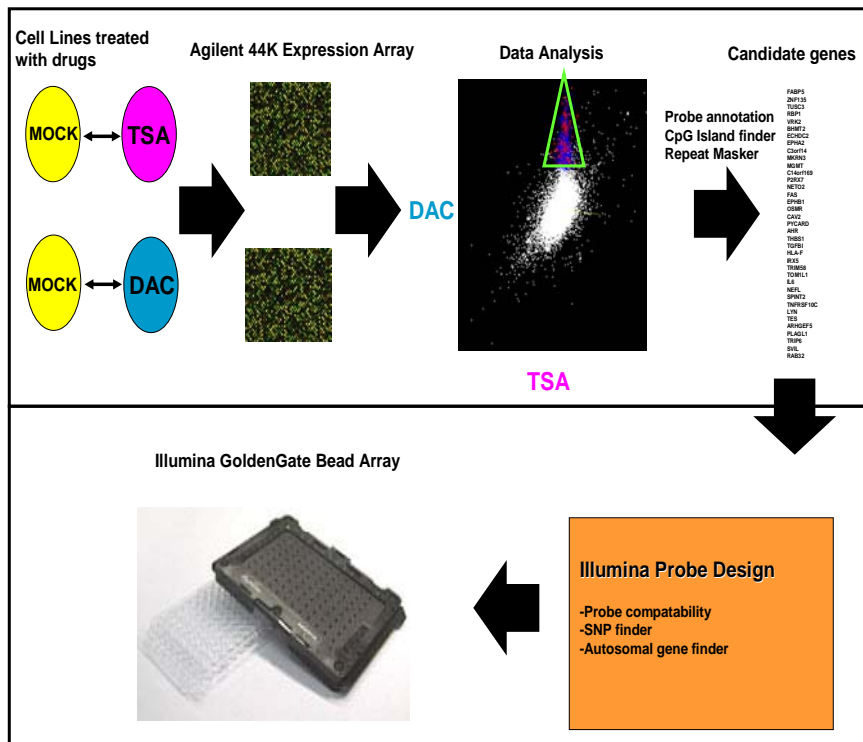 Cell Lines treated
with drugs
Agilent 44K Expression Array
Data Analysis
Candidate genes
MOCK
TSA
MOCK
DAC
DAC
TSA
Probe annotation
CpG Island finder
Repeat Masker
FABP5
ZNF135
TUSC3
RBP1
VRK2
BHMT2
ECHDC2
EPHA2
C3orf14
MKRN3
MGMT
C14orf169
P2RX7
NETO2
FAS
EPHB1
OSMR
CAV2
PYCARD
AHR
THBS1
TGFBI
HLA-F
IRX5
TRIM58
TOM1L1
IL6
NEFL
SPINT2
TNFRSF10C
LYN
TES
ARHGEF5
PLAGL1
TRIP6
SVIL
RAB32
Illumina GoldenGate Bead Array
Illumina Probe Design
-Probe compatability
-SNP finder
-Autosomal gene finder